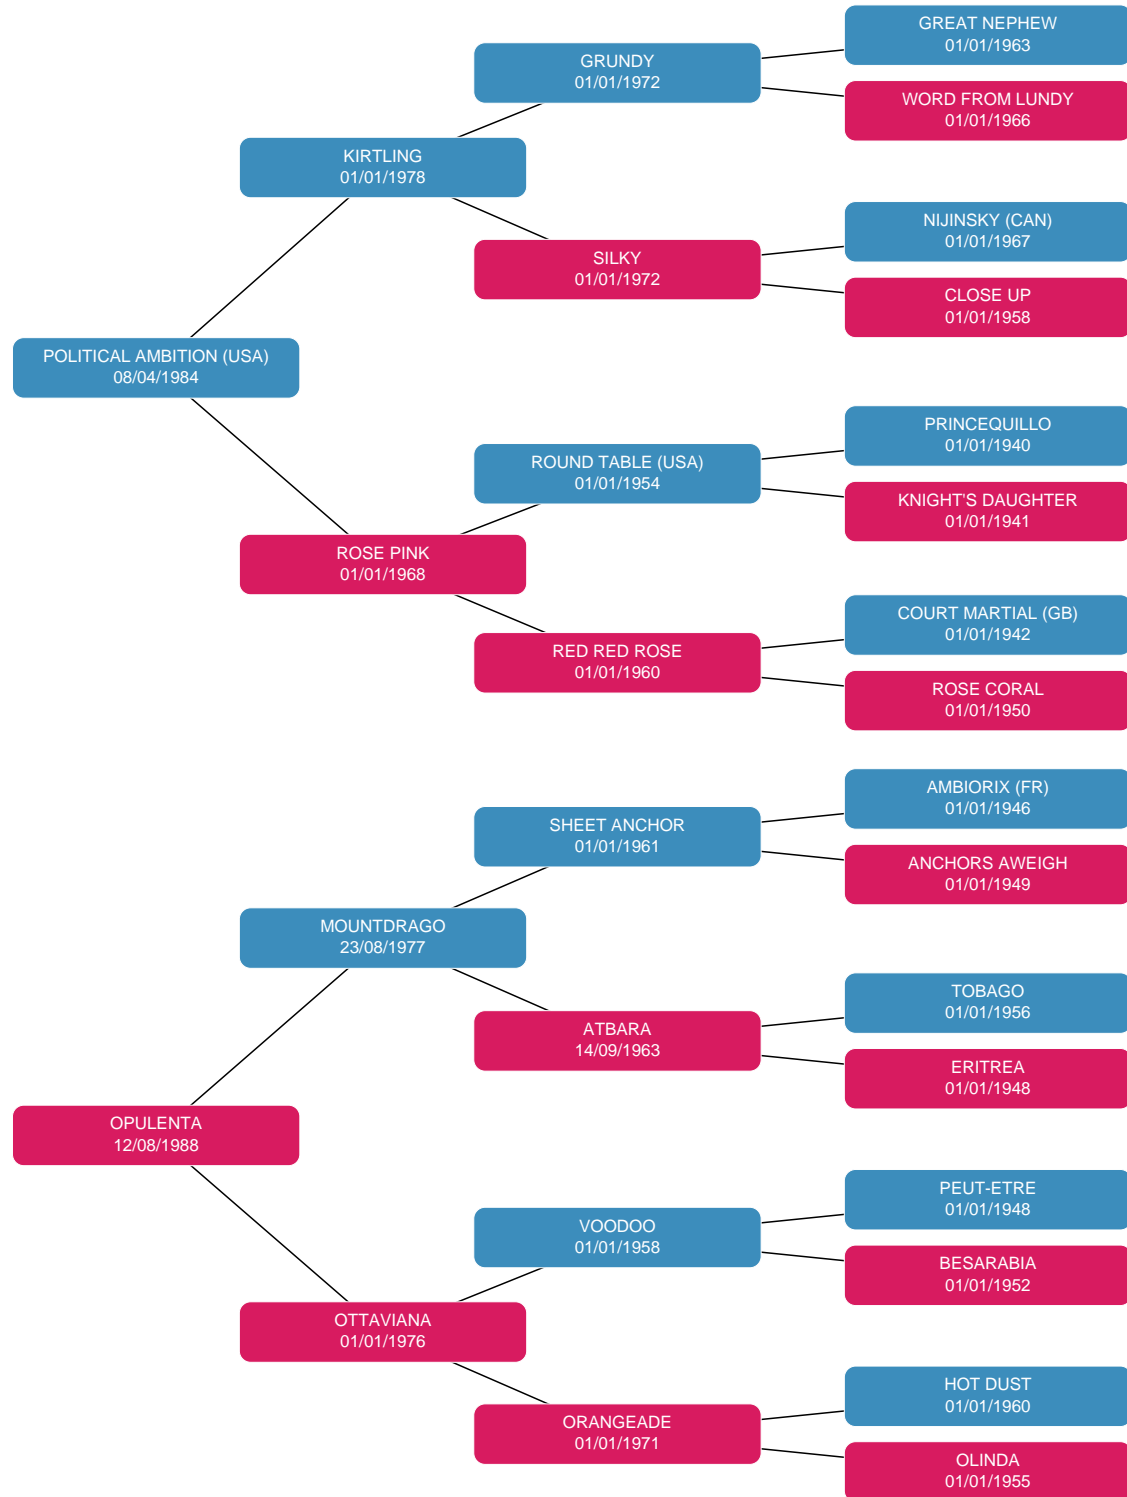 GREAT NEPHEW
01/01/1963
GRUNDY
01/01/1972
WORD FROM LUNDY
01/01/1966
KIRTLING
01/01/1978
NIJINSKY (CAN)
01/01/1967
SILKY
01/01/1972
CLOSE UP
01/01/1958
POLITICAL AMBITION (USA)
08/04/1984
PRINCEQUILLO
01/01/1940
ROUND TABLE (USA)
01/01/1954
KNIGHT'S DAUGHTER
01/01/1941
ROSE PINK
01/01/1968
COURT MARTIAL (GB)
01/01/1942
RED RED ROSE
01/01/1960
ROSE CORAL
01/01/1950
AMBIORIX (FR)
01/01/1946
SHEET ANCHOR
01/01/1961
ANCHORS AWEIGH
01/01/1949
MOUNTDRAGO
23/08/1977
TOBAGO
01/01/1956
ATBARA
14/09/1963
ERITREA
01/01/1948
OPULENTA
12/08/1988
PEUT-ETRE
01/01/1948
VOODOO
01/01/1958
BESARABIA
01/01/1952
OTTAVIANA
01/01/1976
HOT DUST
01/01/1960
ORANGEADE
01/01/1971
OLINDA
01/01/1955